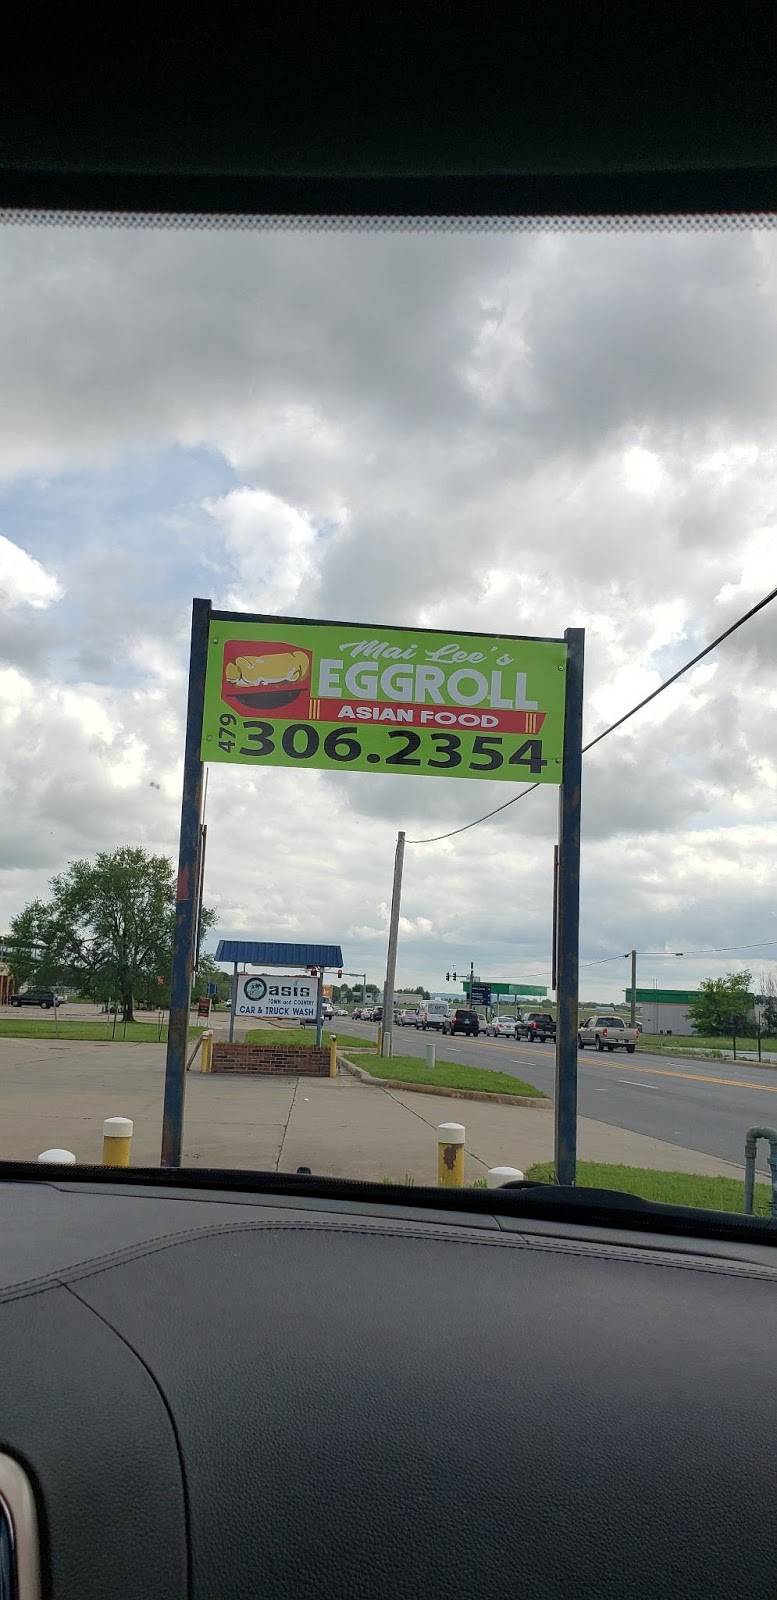 Mai Lee's
EGGROLL
ASIAN FOOD
479 306.2354
Oasis
TOWN and COUNTRY
CAR & TRUCK WASH